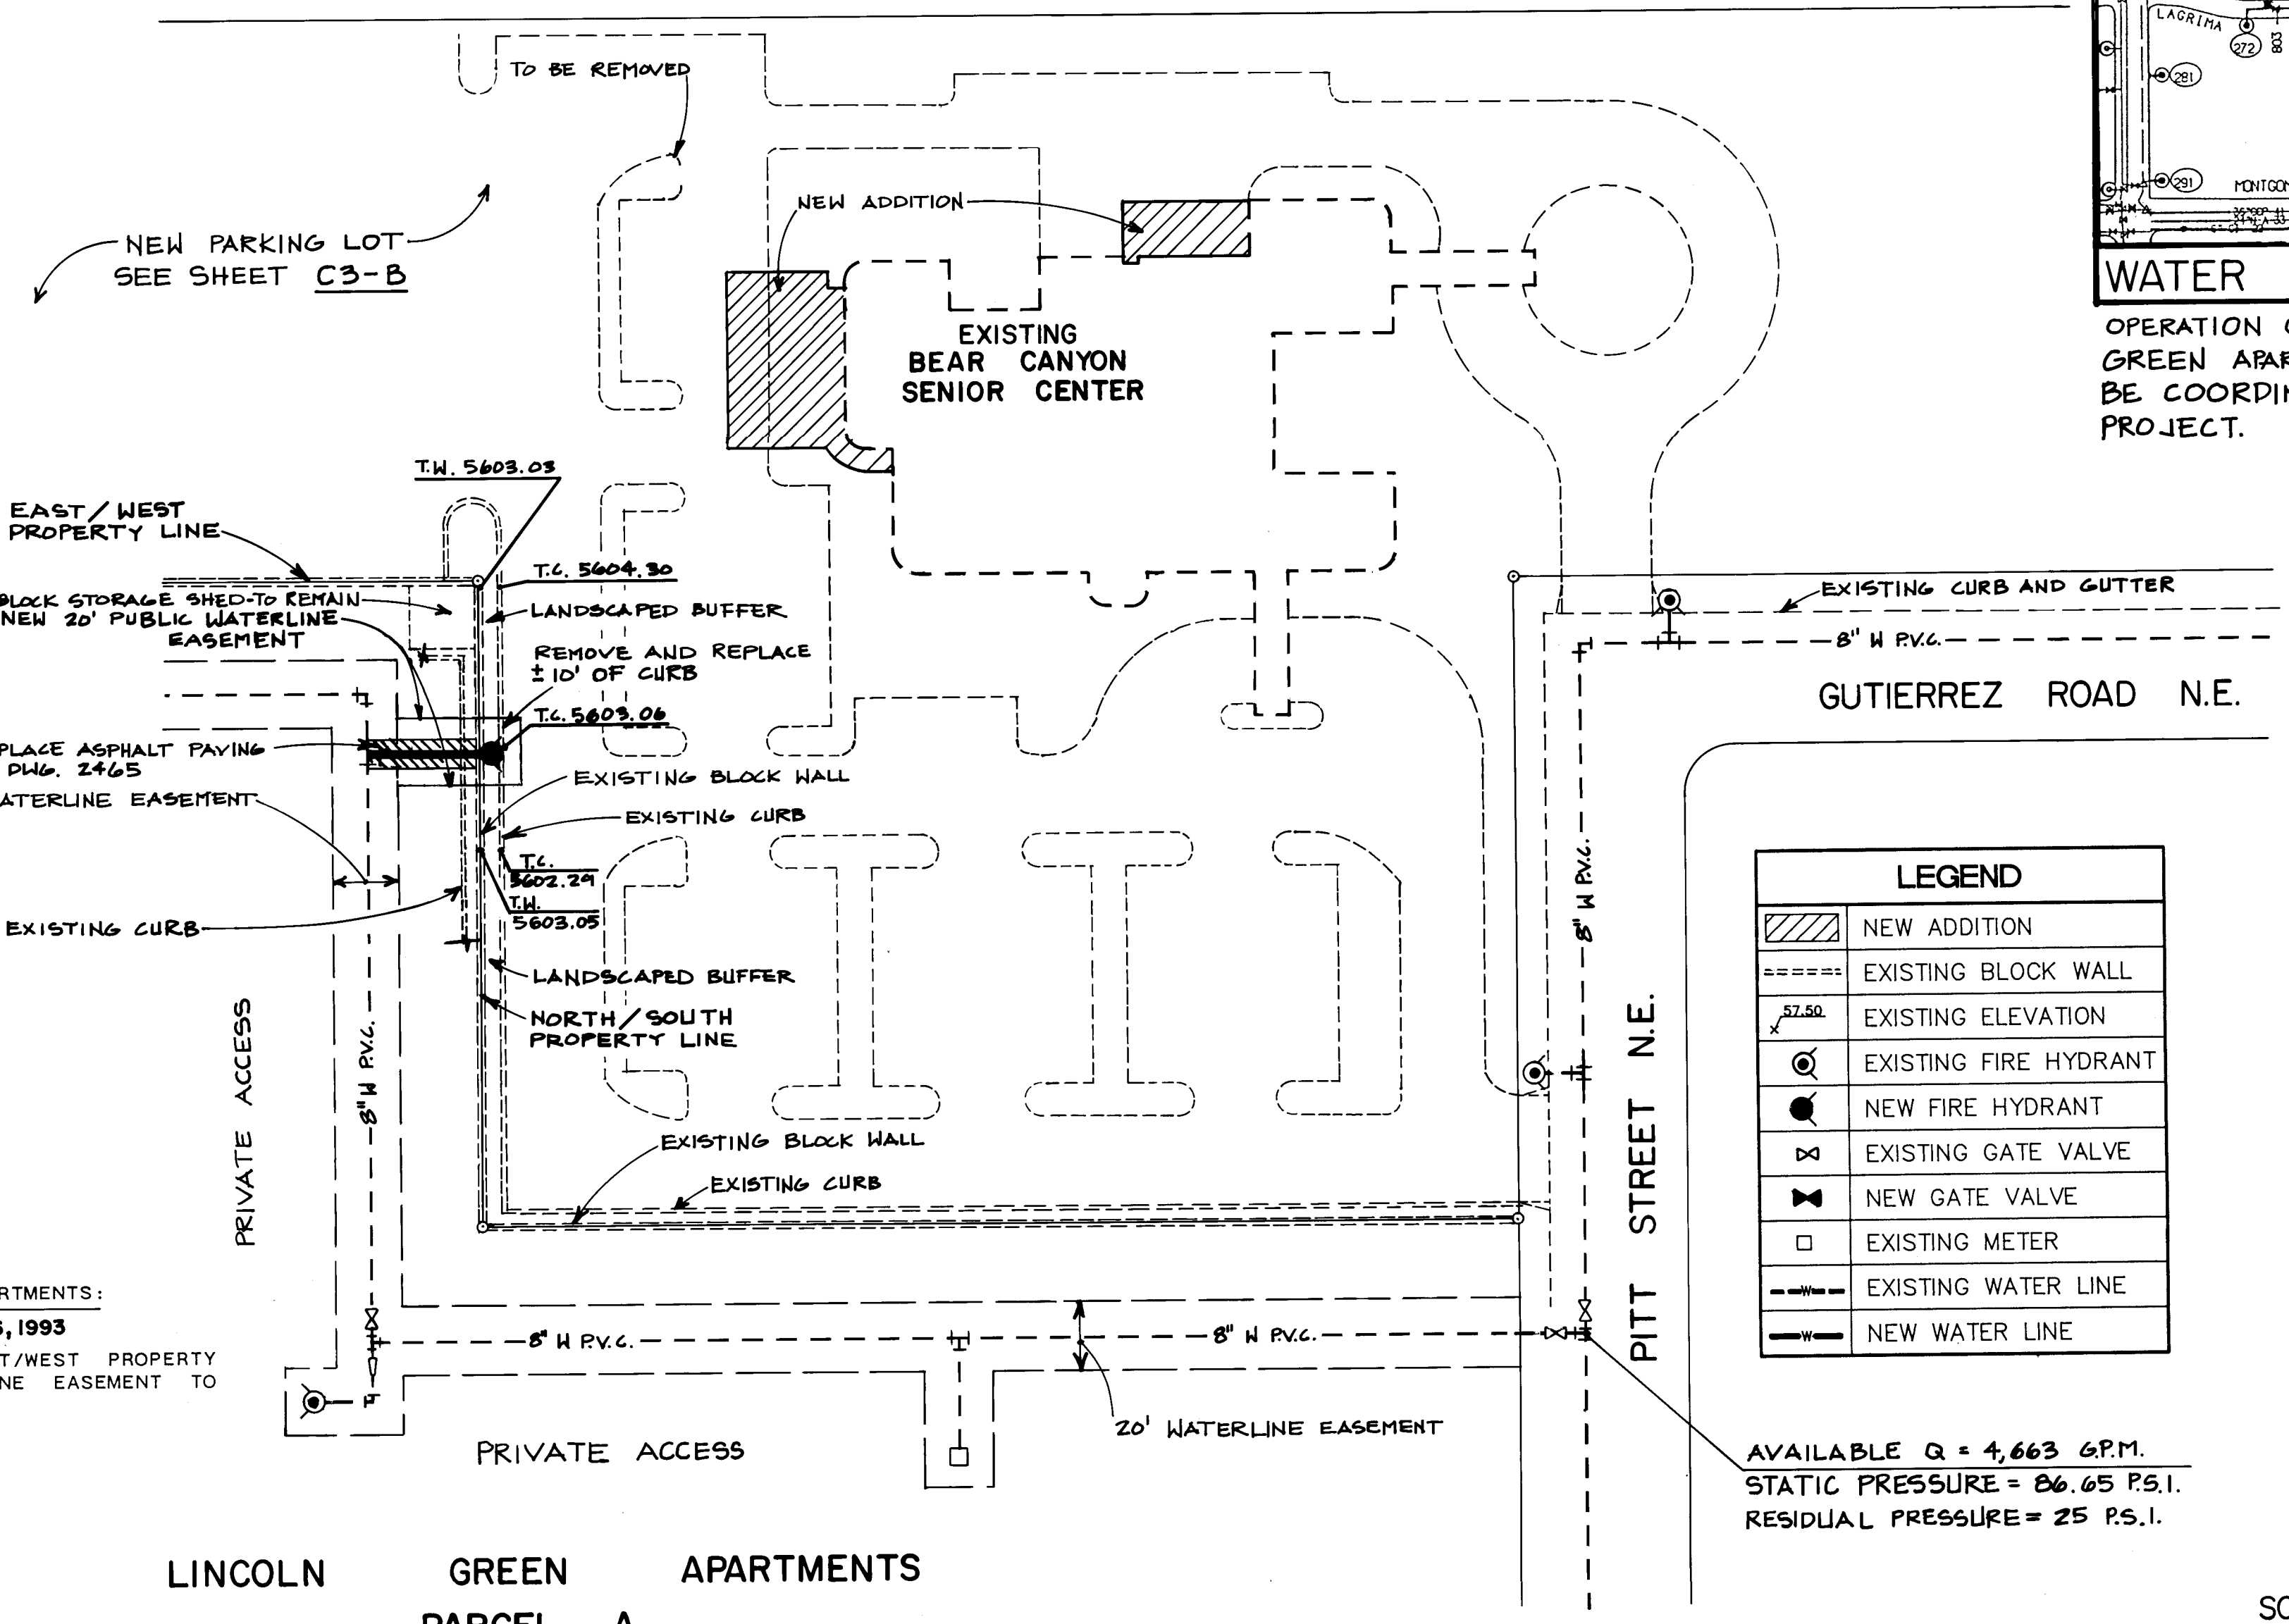 TO BE REMOVED
NEW ADDITION
NEW PARKING LOT
SEE SHEET C3-B
EXISTING
BEAR CANYON
SENIOR CENTER
LAGRIMA
272
803
281
291
WATER
OPERATION
GREEN
BE
PROJECT.
T.W. 5603.03
EAST/WEST
PROPERTY LINE
T.C. 5604.30
BLOCK STORAGE SHED-TO REMAIN
NEW 20' PUBLIC WATERLINE
EASEMENT
LANDSCAPED BUFFER
REMOVE AND REPLACE
± 10' OF CURB
T.C. 5603.06
PLACE ASPHALT PAVING
DWG. 2465
ATERLINE EASEMENT
EXISTING BLOCK WALL
EXISTING CURB
T.C.
5602.29
T.W.
5603.05
EXISTING CURB
LANDSCAPED BUFFER
NORTH/SOUTH
PROPERTY LINE
EXISTING BLOCK WALL
EXISTING CURB
PRIVATE ACCESS
8" W P.V.C.
EXISTING CURB AND GUTTER
8" W P.V.C.
GUTIERREZ ROAD N.E.
8" W P.V.C.
PITT STREET N.E.
LEGEND
NEW ADDITION
EXISTING BLOCK WALL
57.50 EXISTING ELEVATION
EXISTING FIRE HYDRANT
NEW FIRE HYDRANT
EXISTING GATE VALVE
NEW GATE VALVE
EXISTING METER
W EXISTING WATER LINE
W NEW WATER LINE
RTMENTS:
, 1993
T/WEST PROPERTY
NE EASEMENT TO
8" W P.V.C.
8" W P.V.C.
20' WATERLINE EASEMENT
PRIVATE ACCESS
AVAILABLE Q = 4,663 G.P.M.
STATIC PRESSURE = 86.65 P.S.I.
RESIDUAL PRESSURE = 25 P.S.I.
LINCOLN GREEN APARTMENTS
PARCEL A